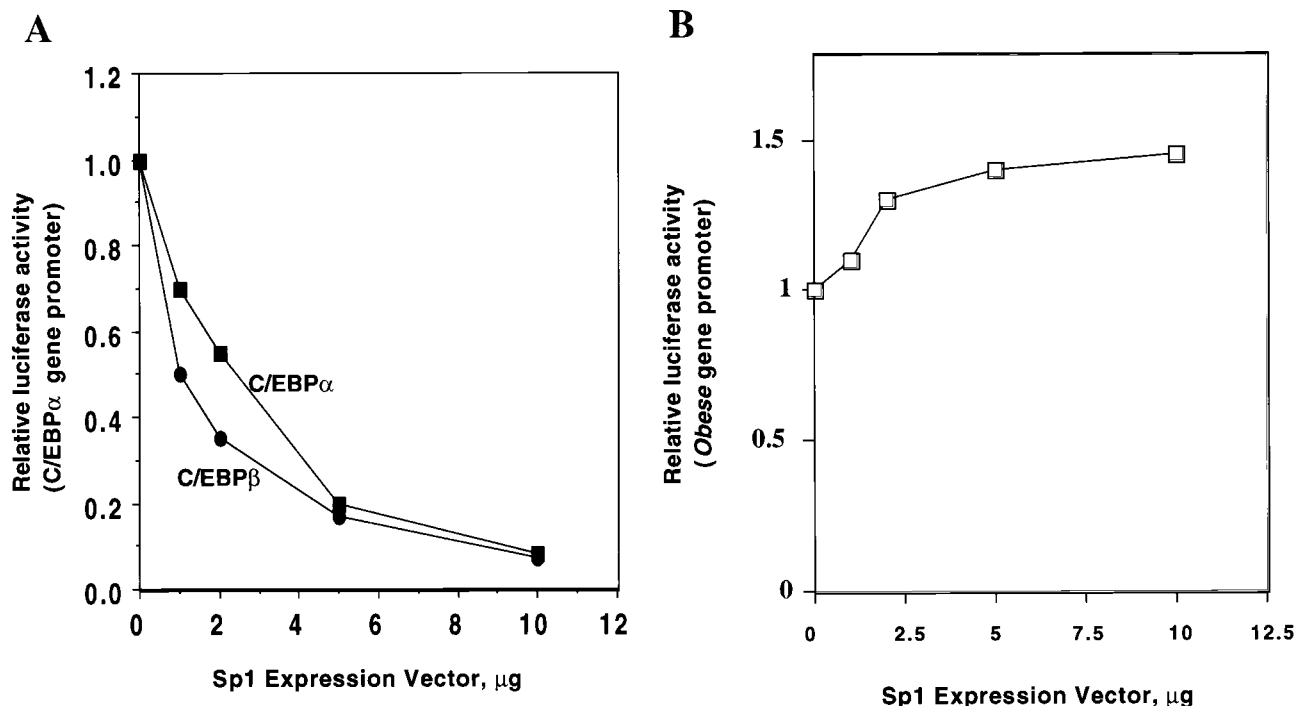 A
Relative luciferase activity
(C/EBPα gene promoter)
1.2
1.0
0.8
0.6
0.4
0.2
0.0
C/EBPα
C/EBPβ
0 2 4 6 8 10 12
Sp1 Expression Vector, μg
B
Relative luciferase activity
(Obese gene promoter)
1.5
1
0.5
0
0 2.5 5 7.5 10 12.5
Sp1 Expression Vector, μg